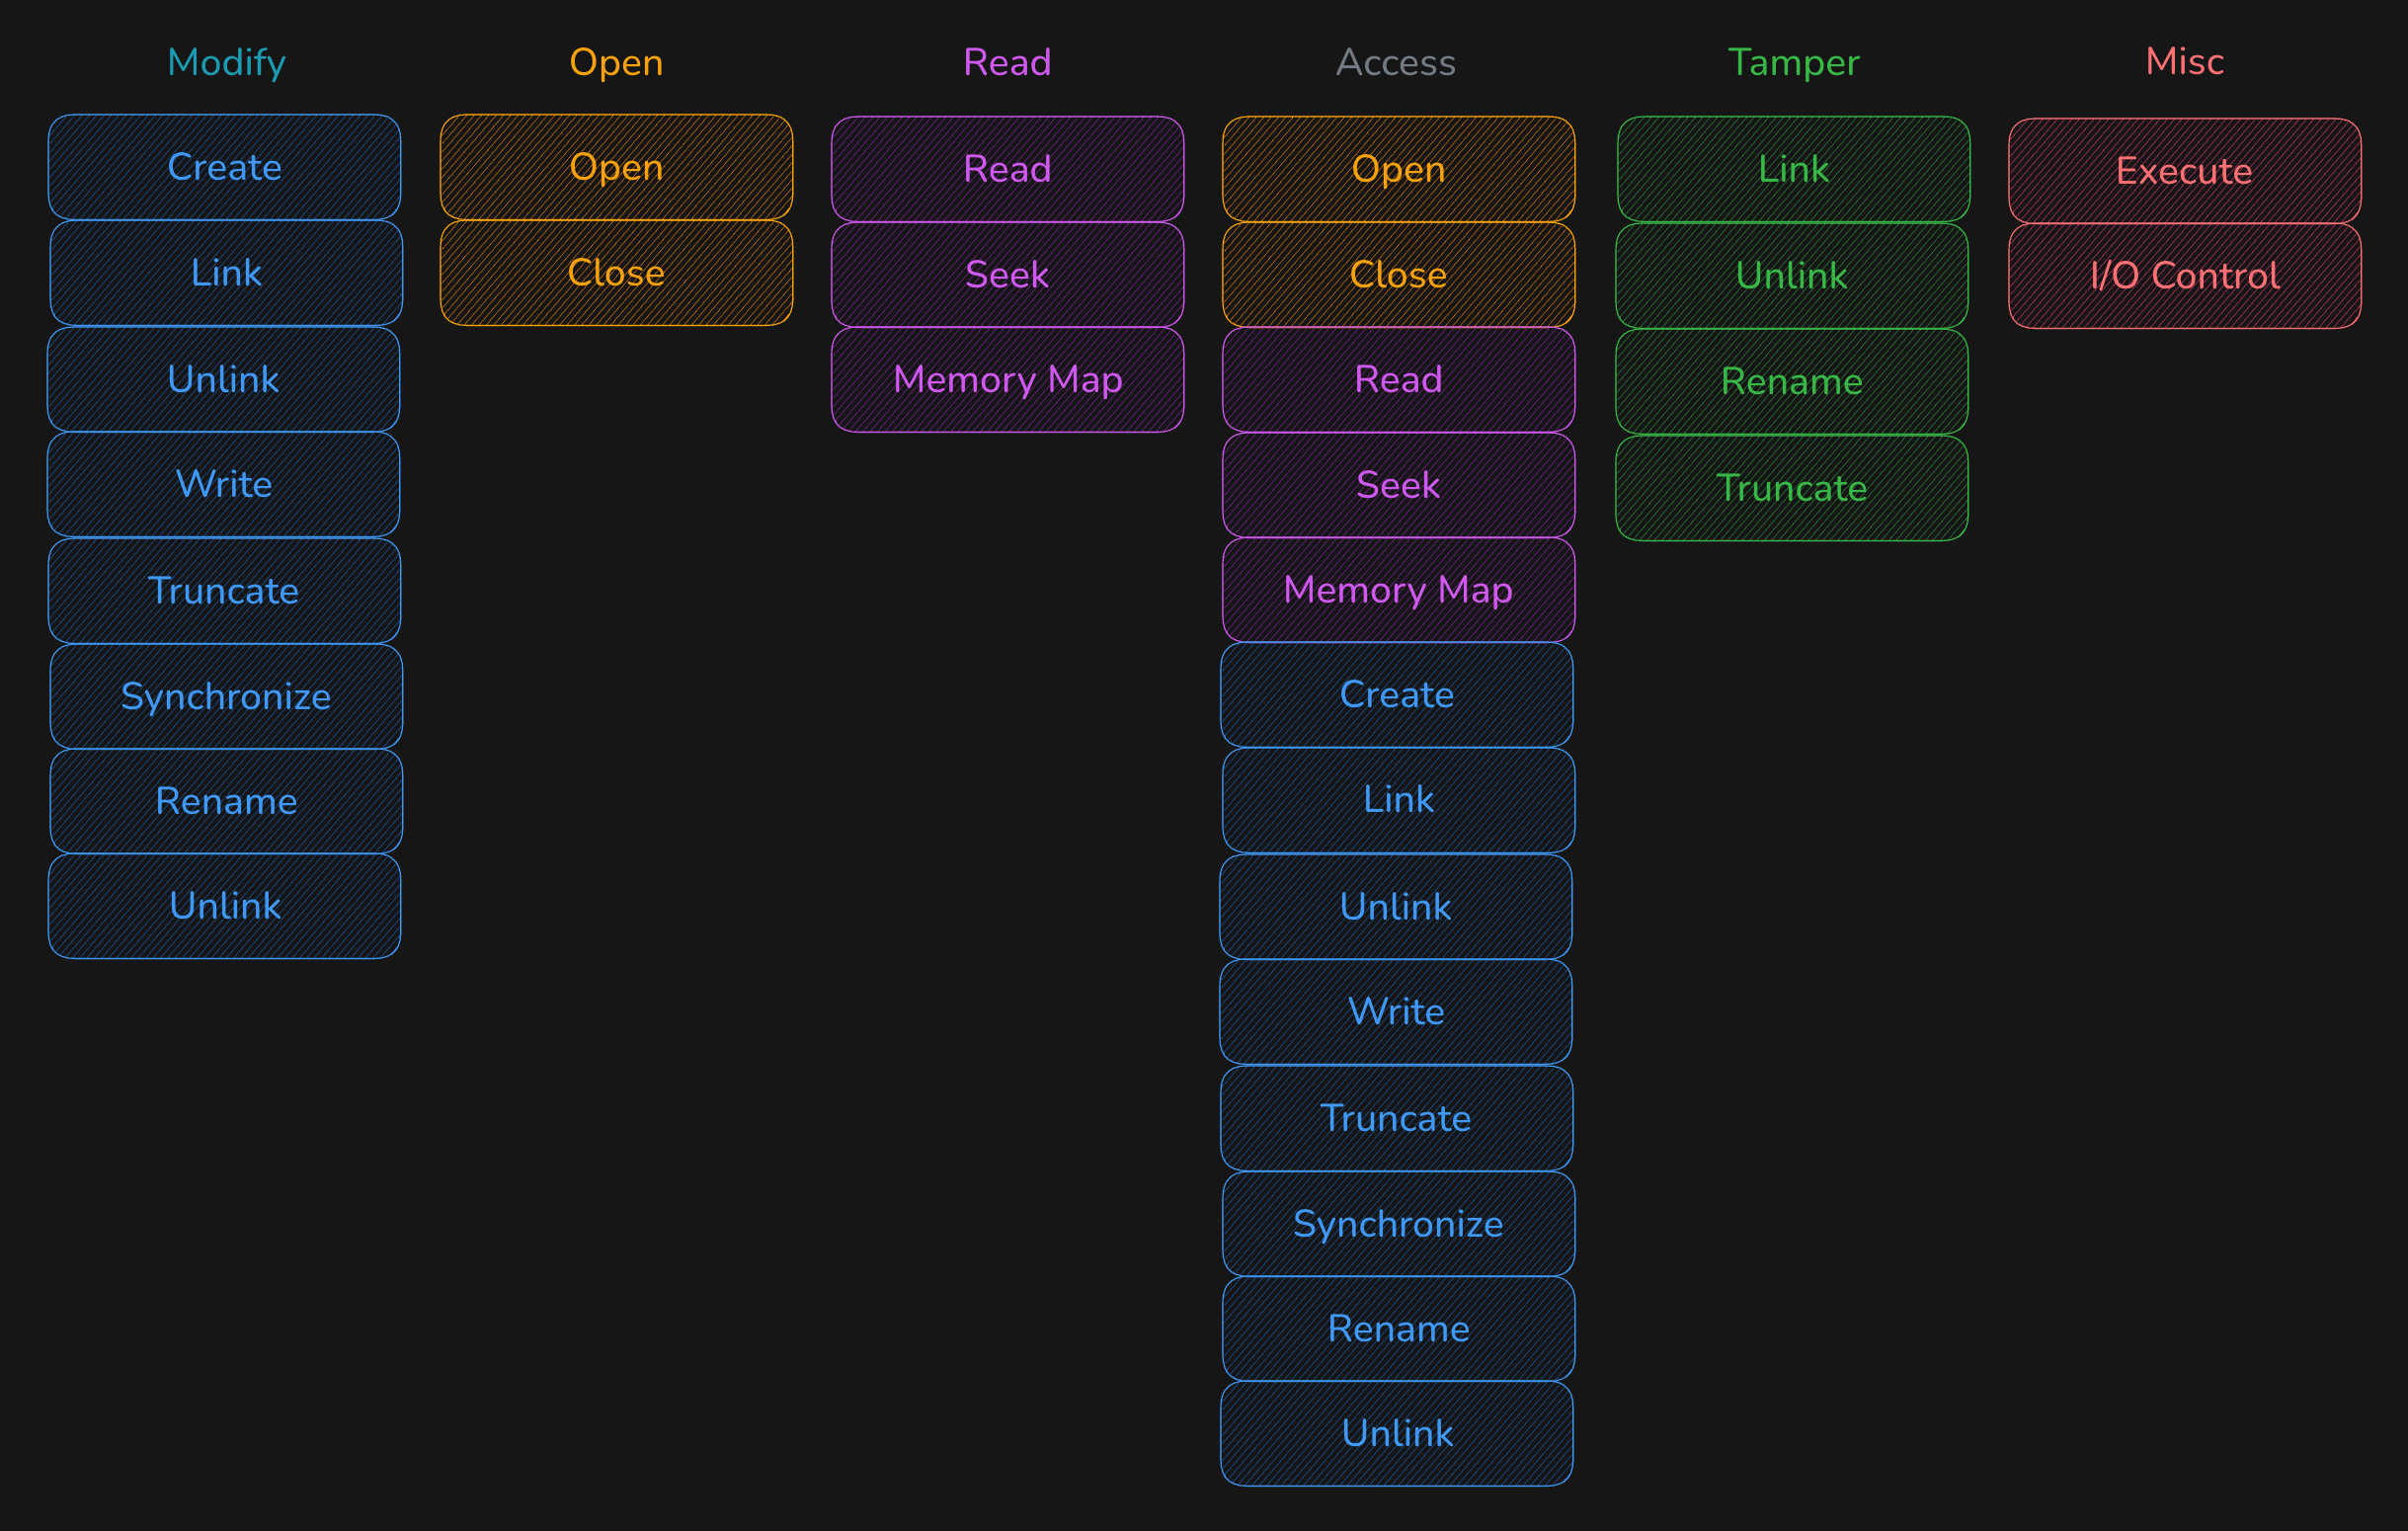 Modify
Create
Link
Unlink
Write
Truncate
Synchronize
Rename
Unlink
Open
Open
Close
Read
Read
Seek
Memory Map
Access
Open
Close
Read
Seek
Memory Map
Create
Link
Unlink
Write
Truncate
Synchronize
Rename
Unlink
Tamper
Link
Unlink
Rename
Truncate
Misc
Execute
I/O Control